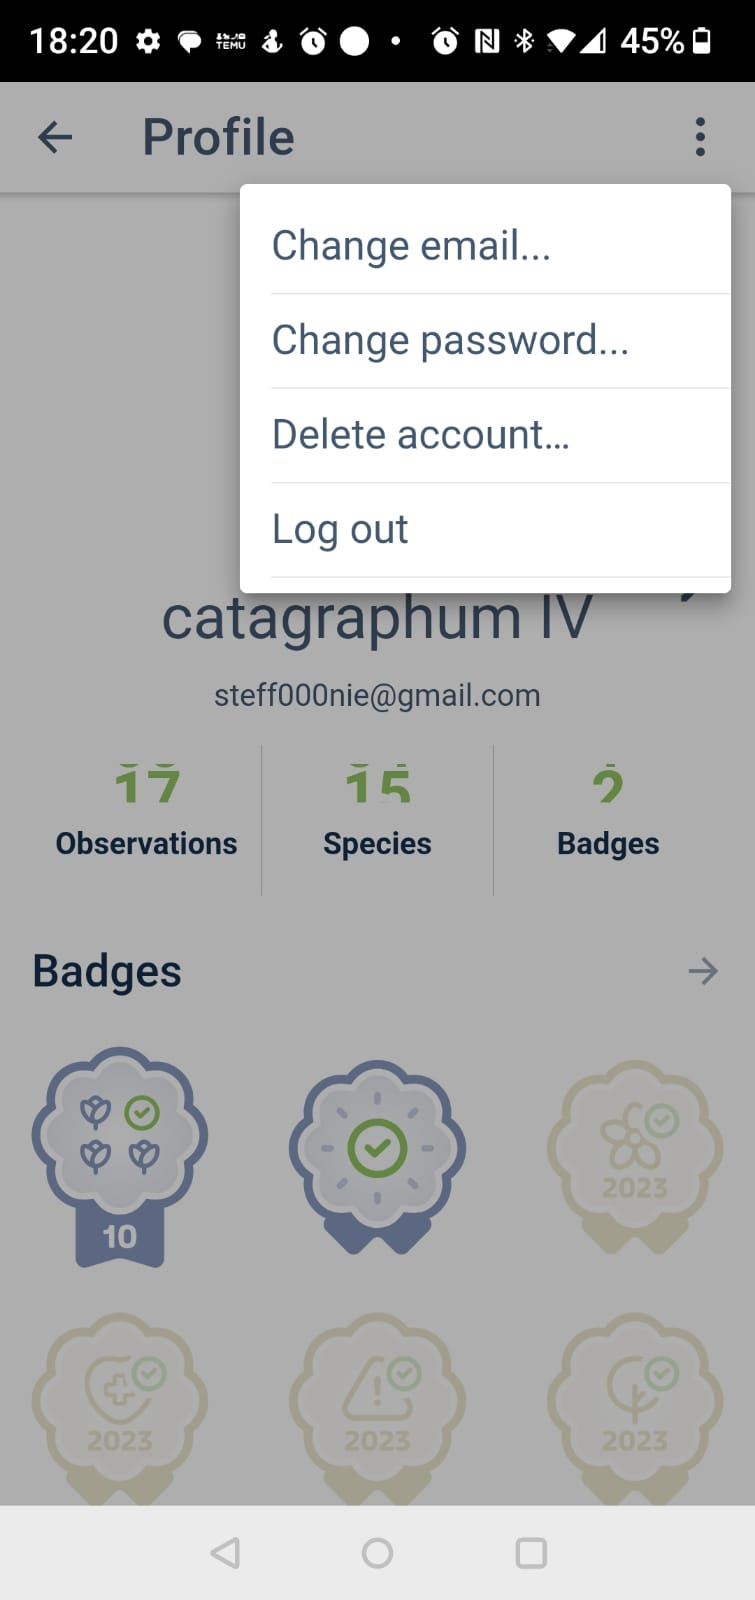 18:20 TEMU 45%
Profile
Change email...
Change password...
Delete account...
Log out
catagraphum IV
steff000nie@gmail.com
17 15 2
Observations Species Badges
Badges
10
2023
2023 2023 2023